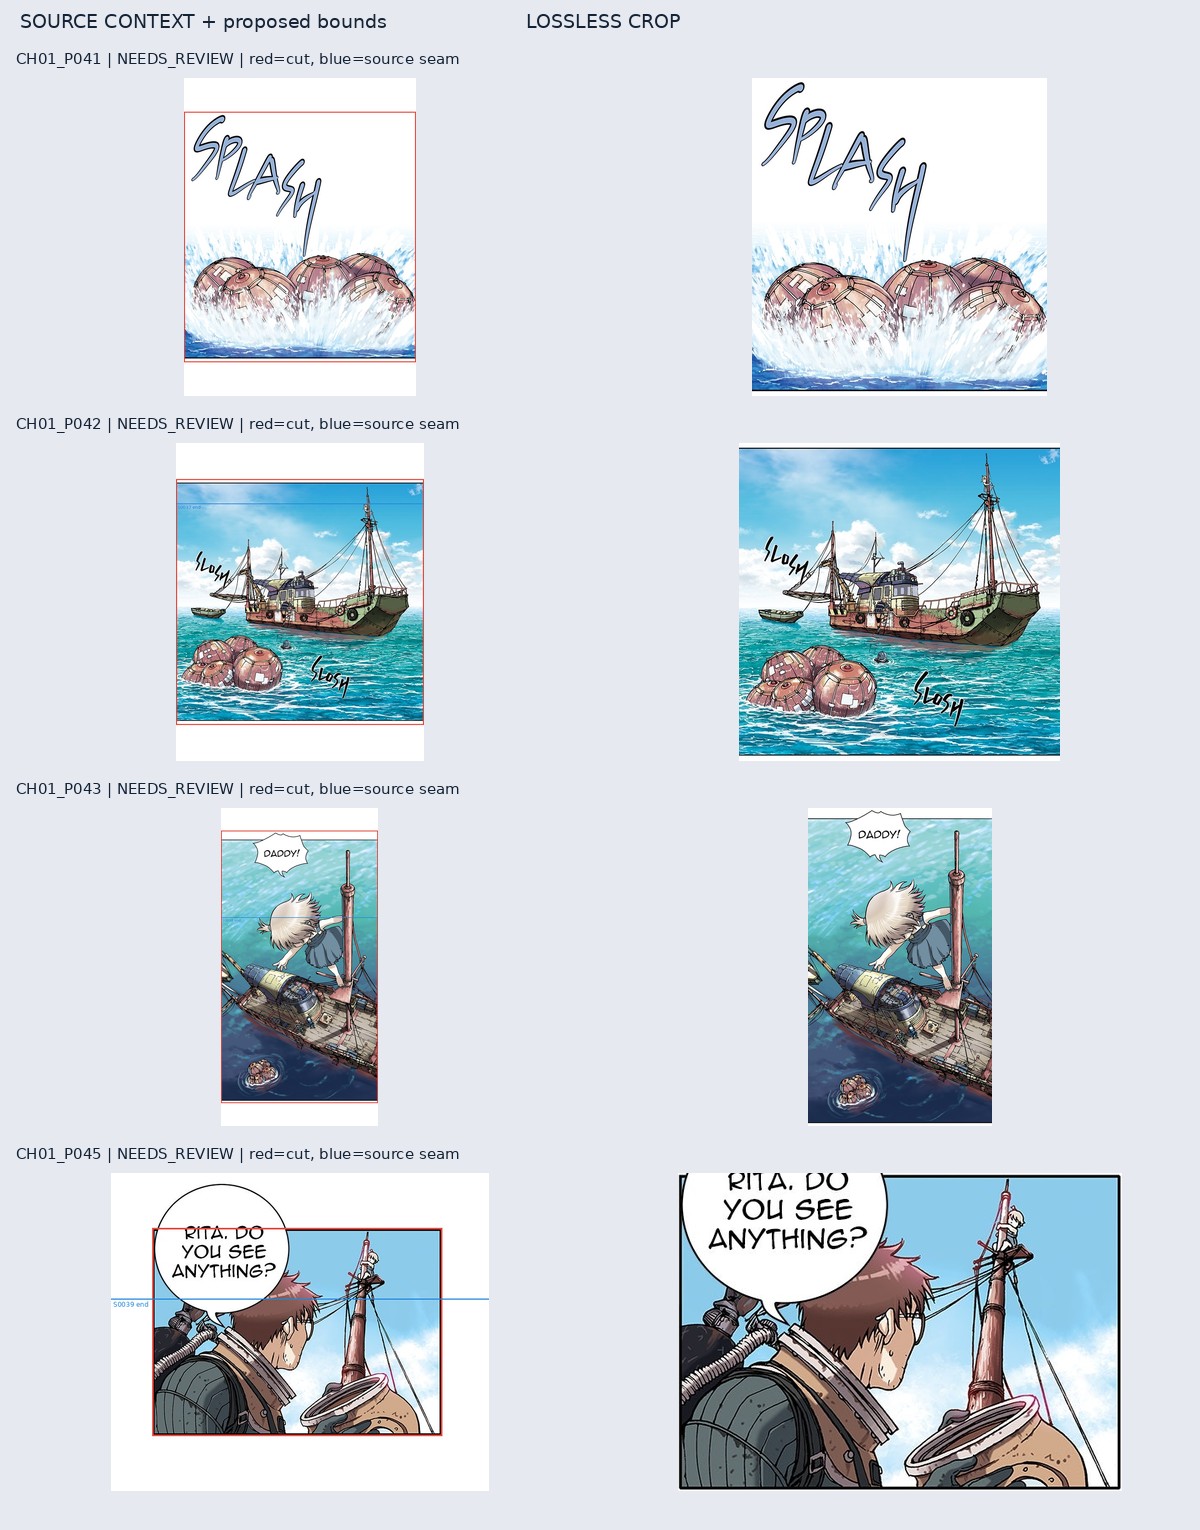 SOURCE CONTEXT + proposed bounds
LOSSLESS CROP
CH01_P041 | NEEDS_REVIEW | red=cut, blue=source seam
SPLASH
SPLASH
CH01_P042 | NEEDS_REVIEW | red=cut, blue=source seam
SLOSH
SLOSH
SLOSH
SLOSH
CH01_P043 | NEEDS_REVIEW | red=cut, blue=source seam
DADDY!
DADDY!
CH01_P045 | NEEDS_REVIEW | red=cut, blue=source seam
RITA. DO
YOU SEE
ANYTHING?
S0039 end
RITA. DO
YOU SEE
ANYTHING?